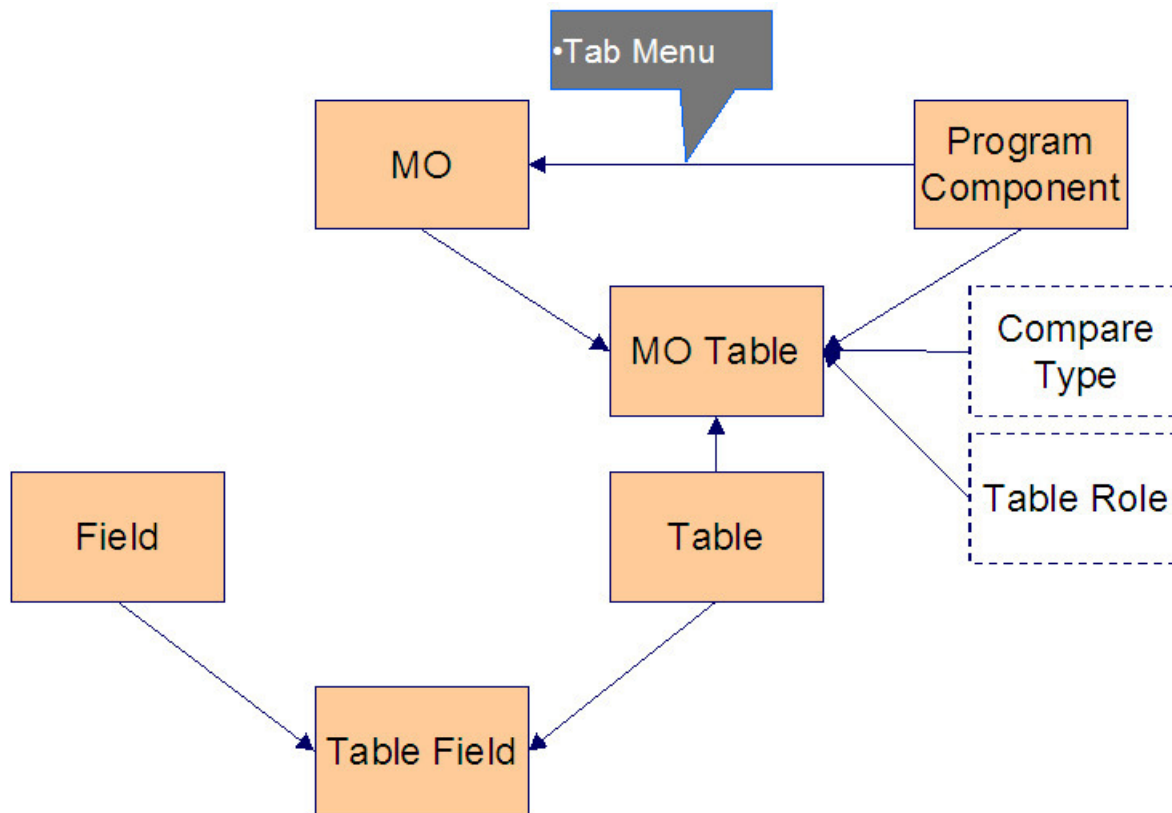 •Tab Menu
MO
Program
Component
MO Table
Compare
Type
Field
Table
Table Role
Table Field